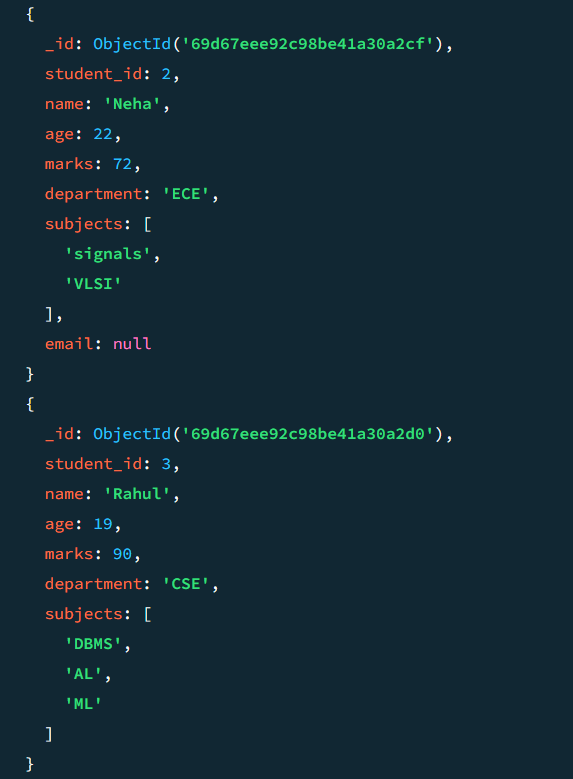 {
_id: ObjectId('69d67eee92c98be41a30a2cf'),
student_id: 2,
name: 'Neha',
age: 22,
marks: 72,
department: 'ECE',
subjects: [
'signals',
'VLSI'
],
email: null
}
{
_id: ObjectId('69d67eee92c98be41a30a2d0'),
student_id: 3,
name: 'Rahul',
age: 19,
marks: 90,
department: 'CSE',
subjects: [
'DBMS',
'AL',
'ML'
]
}